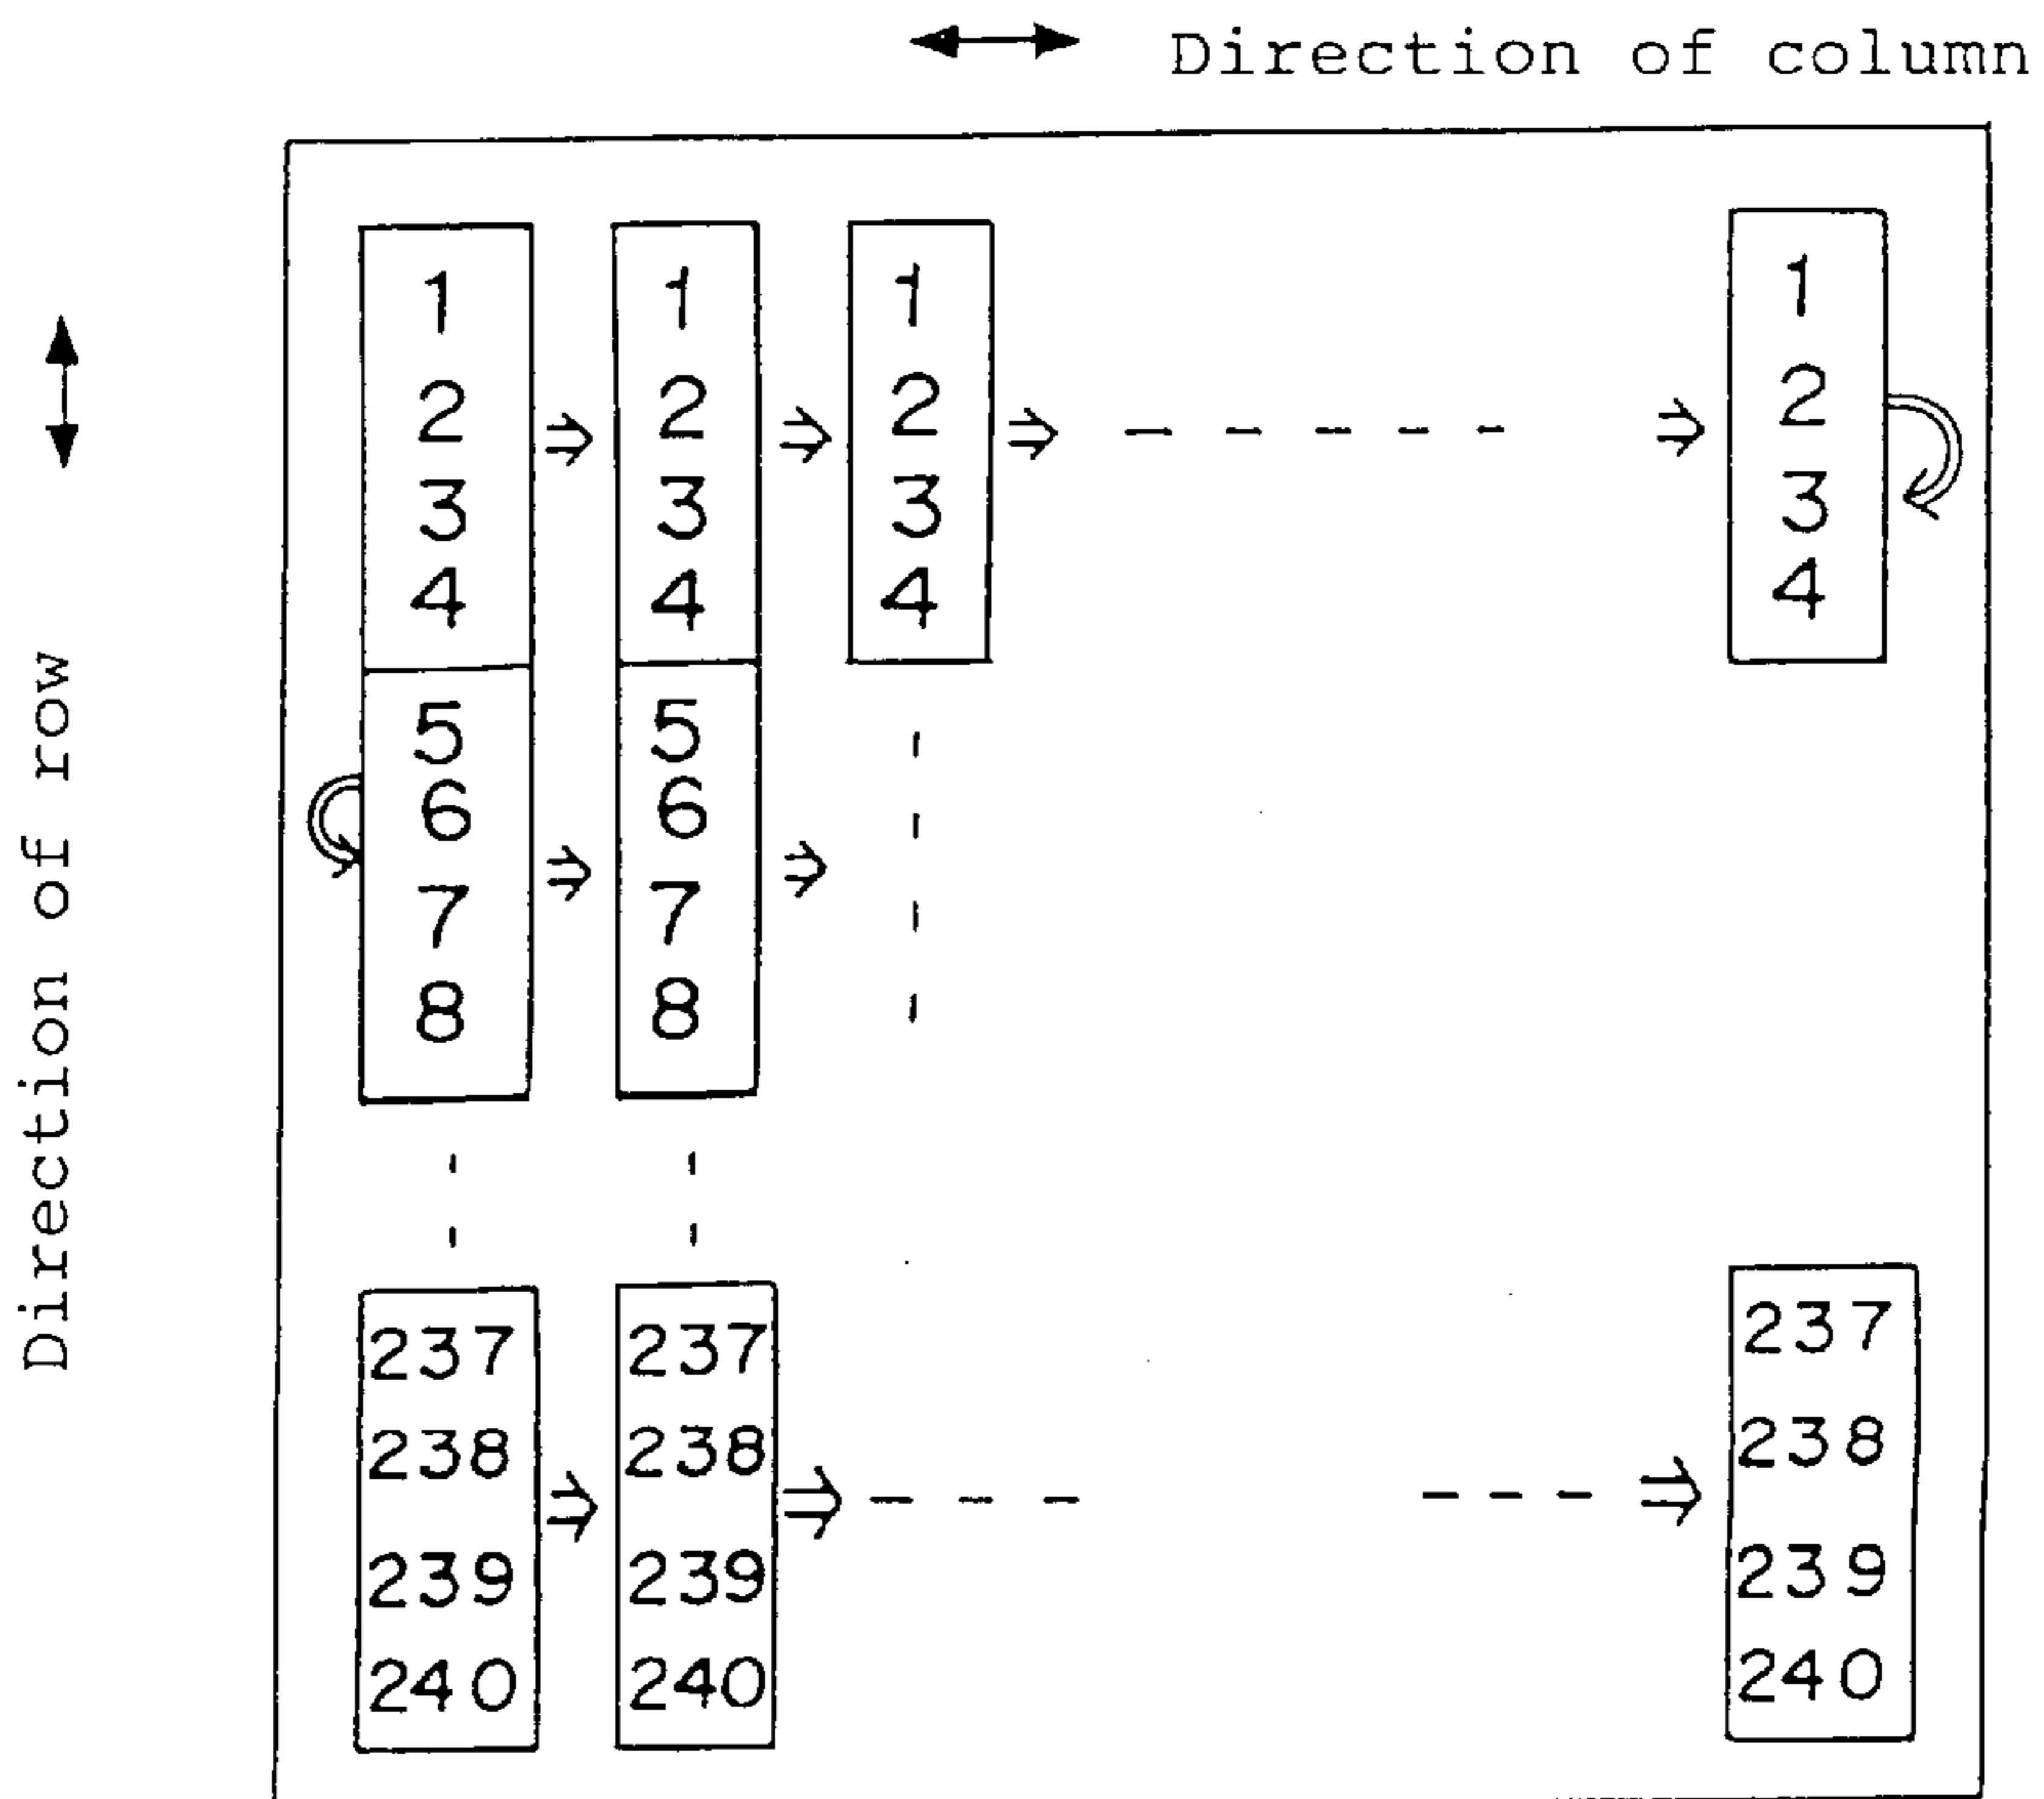 Direction of column
Direction of row
1 1 1 1
2 2 2 2
3 3 3 3
4 4 4 4
5 5
6 6
7 7
8 8
237 237 237
238 238 238
239 239 239
240 240 240